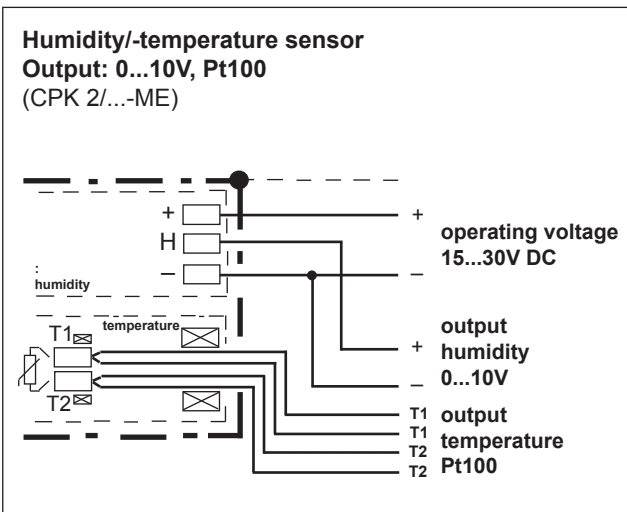 Humidity/-temperature sensor
Output: 0...10V, Pt100
(CPK 2/...-ME)
+
+
H
operating voltage
15...30V DC
–
–
:
humidity
temperature
T1
output
+
humidity
0...10V
–
T2
T1
output
T1
temperature
T2
Pt100
T2